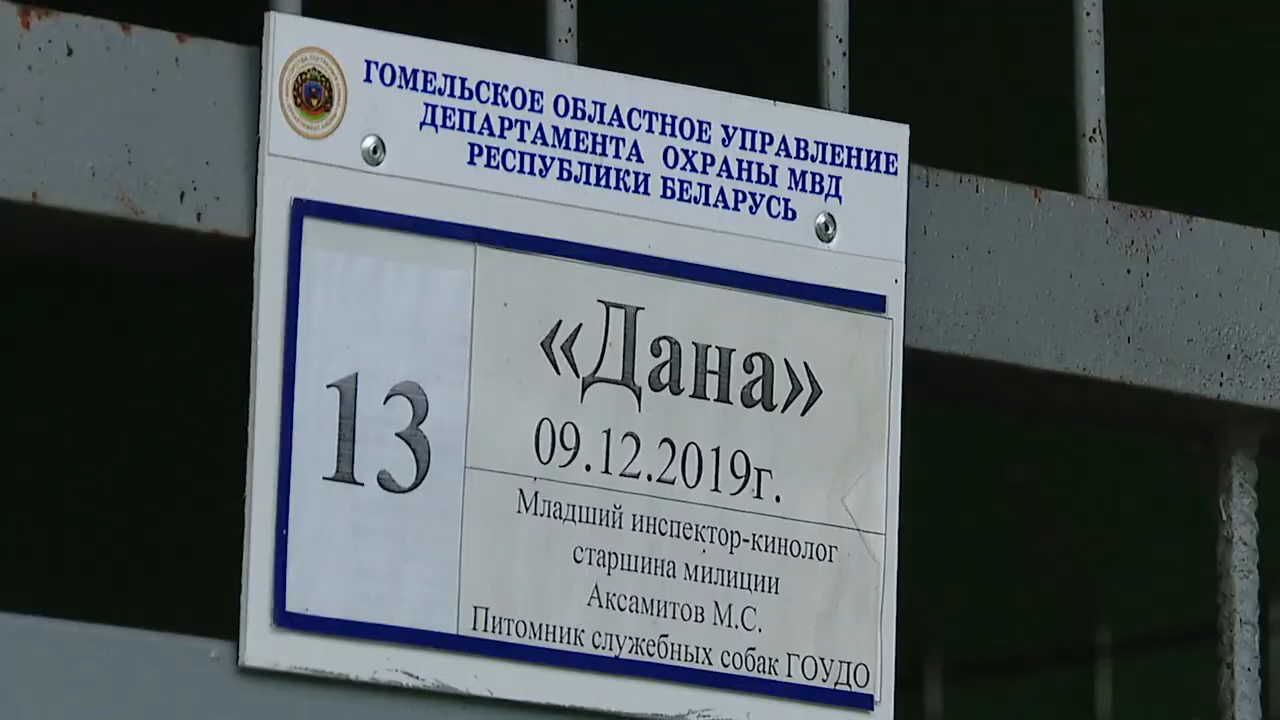 ГОМЕЛЬСКОЕ ОБЛАСТНОЕ УПРАВЛЕНИЕ
ДЕПАРТАМЕНТА ОХРАНЫ МВД
РЕСПУБЛИКИ БЕЛАРУСЬ
13
«Дана»
09.12.2019г.
Младший инспектор-кинолог
старшина милиции
Аксамитов М.С.
Питомник служебных собак ГОУДО